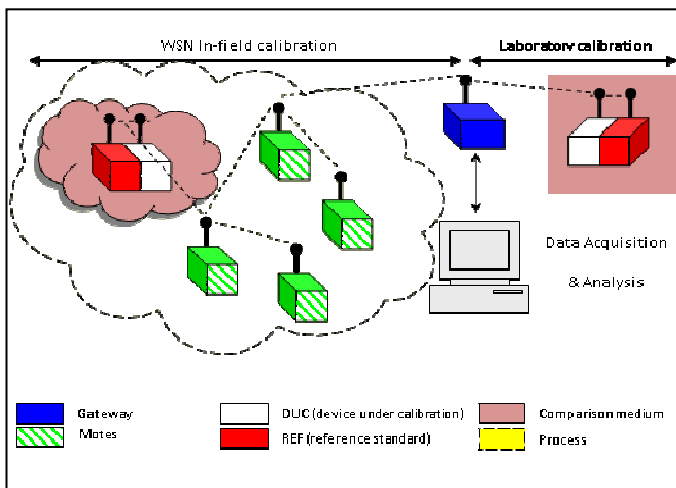 WSN In-field calibration
Laboratory calibration
Data Acquisition
& Analysis
Gateway
Motes
DUC (device under calibration)
REF (reference standard)
Comparison medium
Process